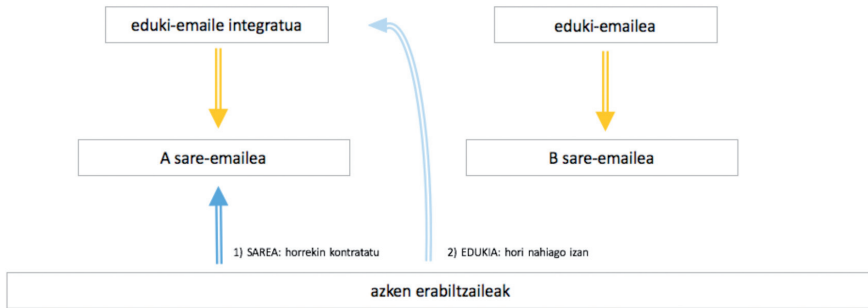 eduki-emaile integratua
eduki-emailea
A sare-emailea
B sare-emailea
1) SAREA: horrekin kontratatu
2) EDUKIA: hori nahiago izan
azken erabiltzaileak